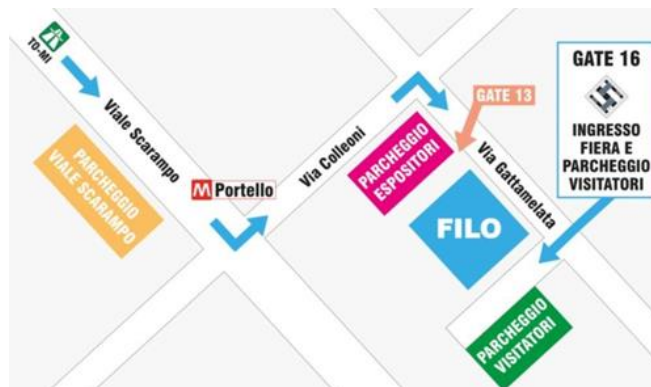 TO-MI
Viale Scarampo
PARCHEGGIO
VIALE SCARAMPO
M Portello
Via Colleoni
GATE 13
PARCHEGGIO
ESPOSITORI
Via Gattamelata
FILO
GATE 16
INGRESSO
FIERA E
PARCHEGGIO
VISITATORI
PARCHEGGIO
VISITATORI